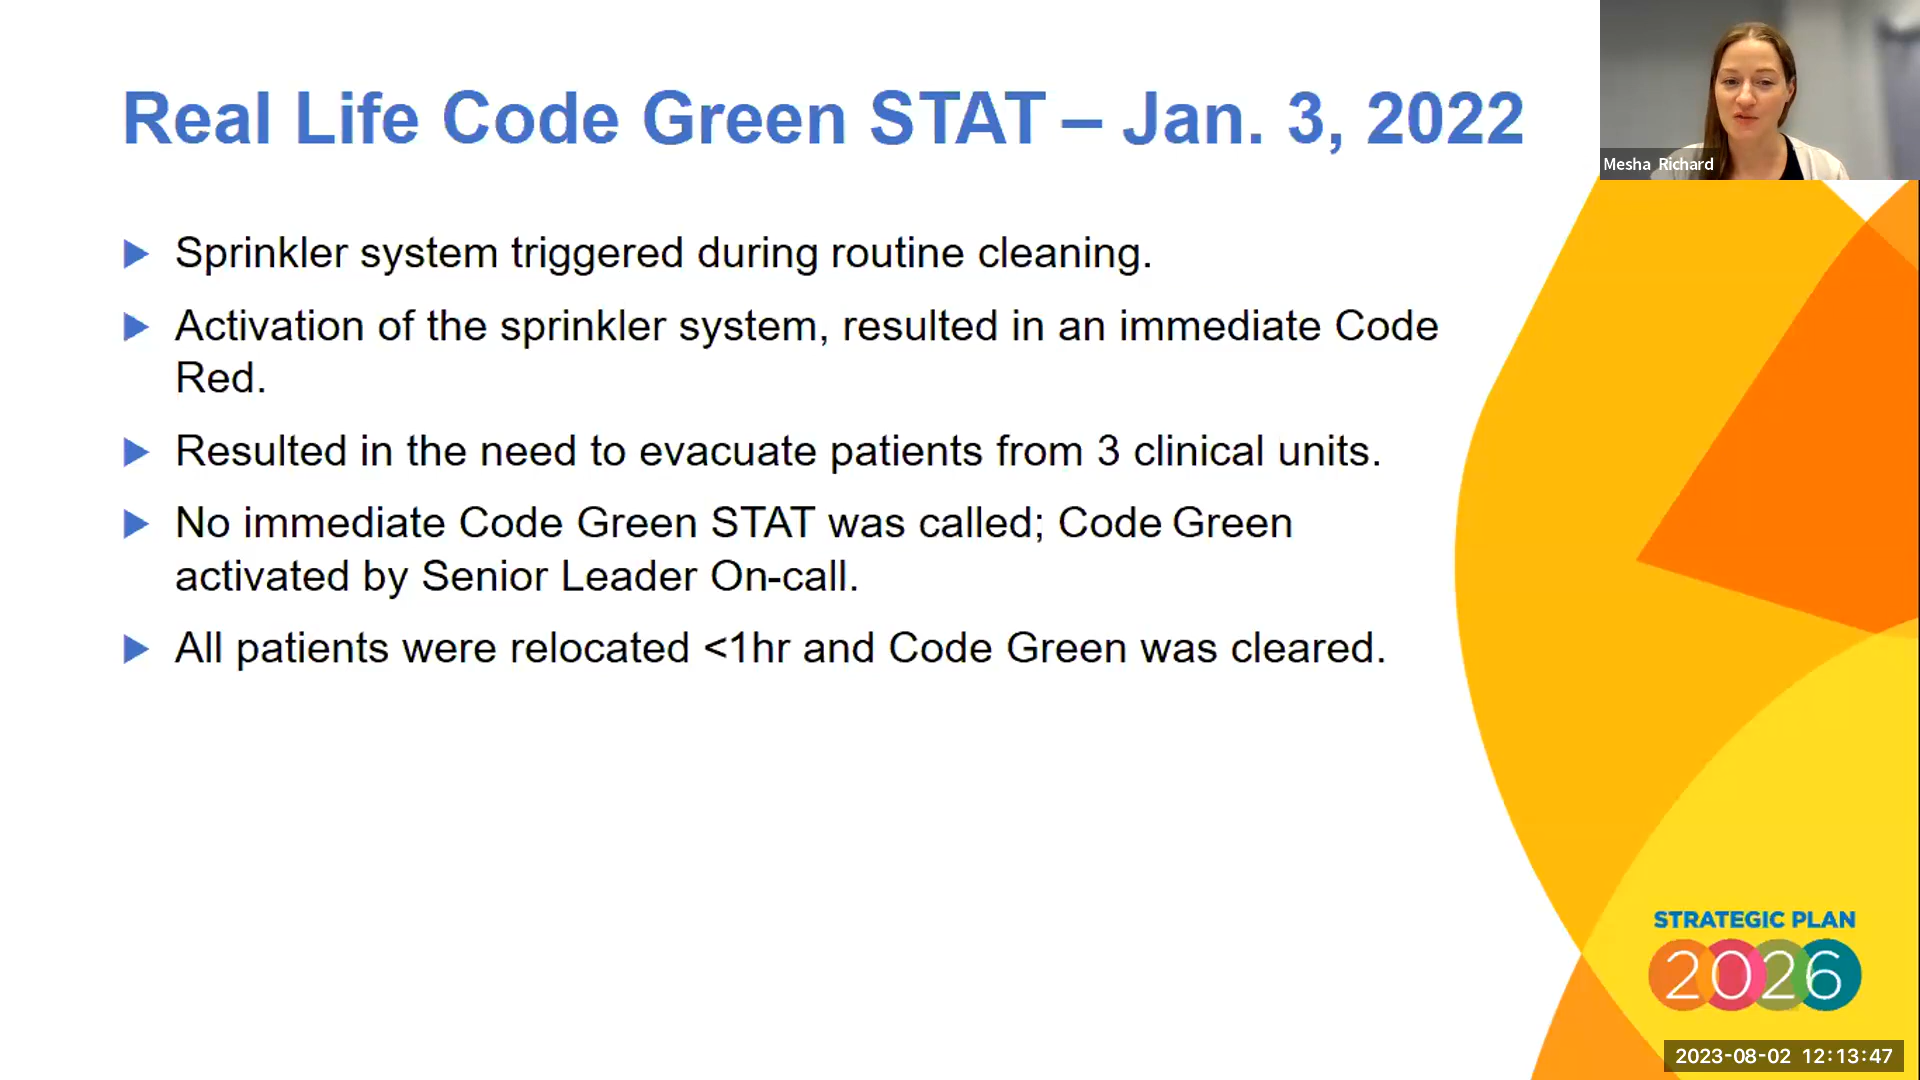 Real Life Code Green STAT – Jan. 3, 2022
Mesha Richard
Sprinkler system triggered during routine cleaning.
Activation of the sprinkler system, resulted in an immediate Code
Red.
Resulted in the need to evacuate patients from 3 clinical units.
No immediate Code Green STAT was called; Code Green
activated by Senior Leader On-call.
All patients were relocated <1hr and Code Green was cleared.
STRATEGIC PLAN
2026
2023-08-02 12:13:47